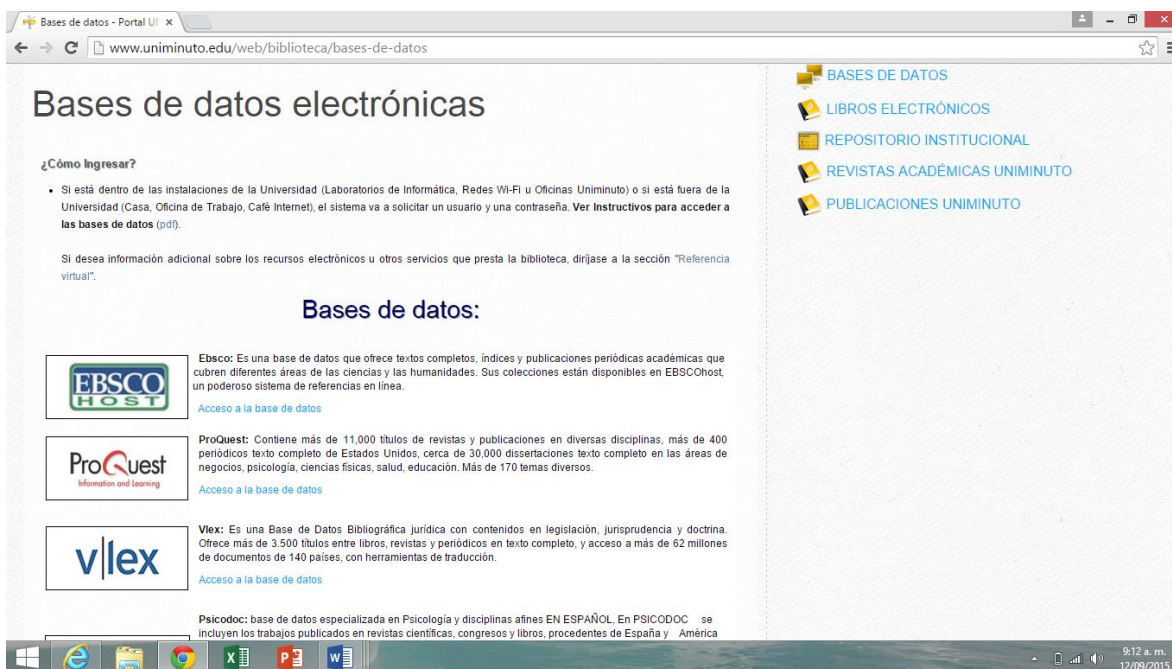 Bases de datos - Portal UI
www.uniminuto.edu/web/biblioteca/bases-de-datos
Bases de datos electrónicas
¿Cómo Ingresar?
• Si está dentro de las instalaciones de la Universidad (Laboratorios de Informática, Redes Wi-Fi u Oficinas Uniminuto) o si está fuera de la
Universidad (Casa, Oficina de Trabajo, Café Internet), el sistema va a solicitar un usuario y una contraseña. Ver Instructivos para acceder a
las bases de datos (pdf).
Si desea información adicional sobre los recursos electrónicos u otros servicios que presta la biblioteca, diríjase a la sección "Referencia
virtual".
Bases de datos:
EBSCO
HOST
Ebsco: Es una base de datos que ofrece textos completos, índices y publicaciones periódicas académicas que
cubren diferentes áreas de las ciencias y las humanidades. Sus colecciones están disponibles en EBSCOhost,
un poderoso sistema de referencias en línea.
Acceso a la base de datos
ProQuest
Information and Learning
ProQuest: Contiene más de 11,000 títulos de revistas y publicaciones en diversas disciplinas, más de 400
periódicos texto completo de Estados Unidos, cerca de 30,000 dissertaciones texto completo en las áreas de
negocios, psicología, ciencias físicas, salud, educación. Más de 170 temas diversos.
Acceso a la base de datos
v|lex
Vlex: Es una Base de Datos Bibliográfica jurídica con contenidos en legislación, jurisprudencia y doctrina.
Ofrece más de 3.500 títulos entre libros, revistas y periódicos en texto completo, y acceso a más de 62 millones
de documentos de 140 países, con herramientas de traducción.
Acceso a la base de datos
Psicodoc: base de datos especializada en Psicología y disciplinas afines EN ESPAÑOL, En PSICODOC se
incluyen los trabajos publicados en revistas científicas, congresos y libros, procedentes de España y América
BASES DE DATOS
LIBROS ELECTRÓNICOS
REPOSITORIO INSTITUCIONAL
REVISTAS ACADÉMICAS UNIMINUTO
PUBLICACIONES UNIMINUTO
9:12 a. m.
12/09/2015